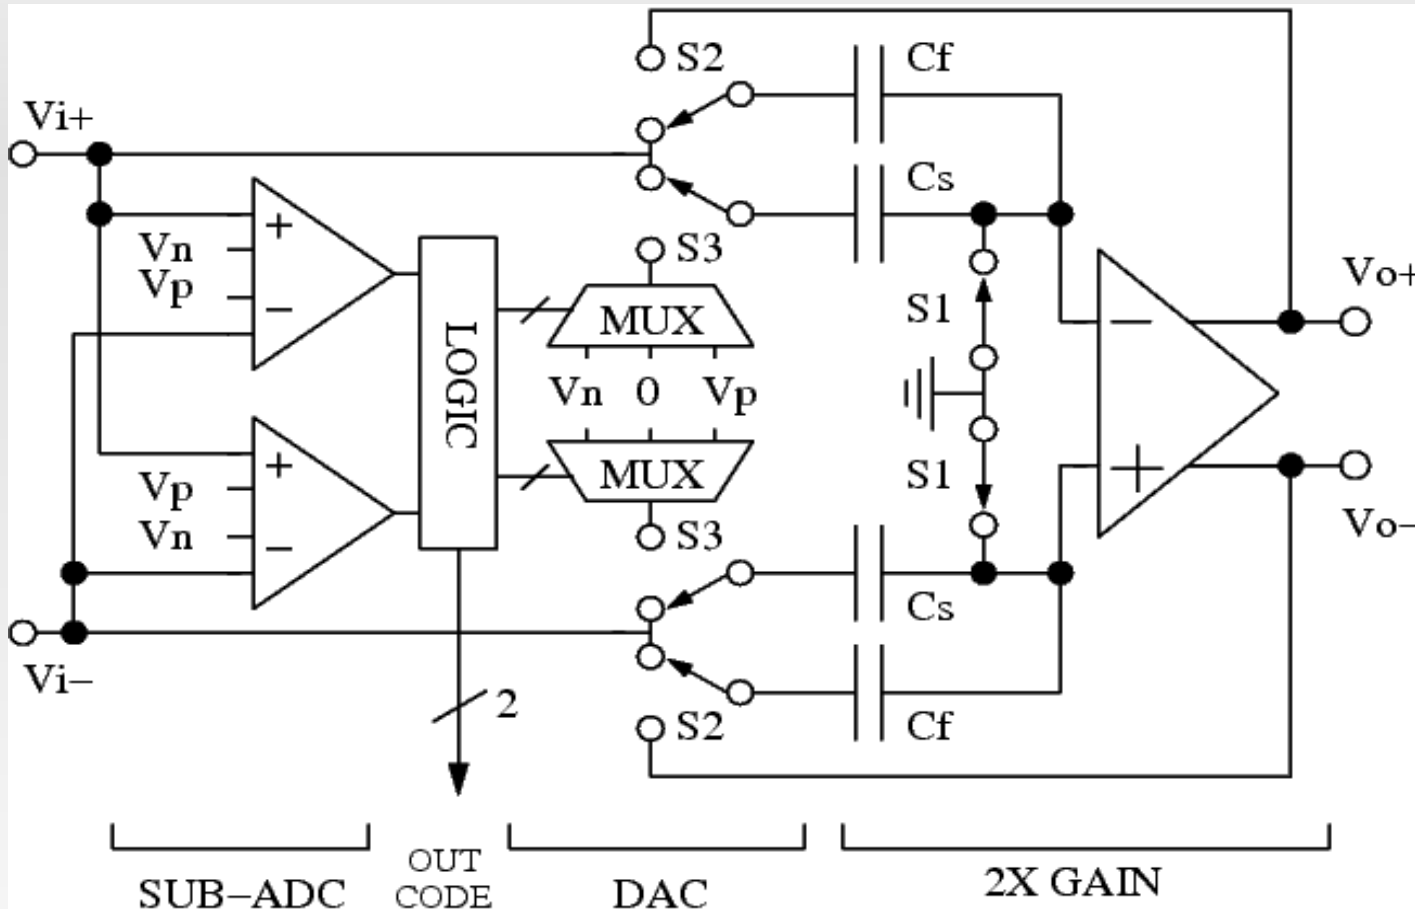 S2
Cf
Vi+
Cs
+
Vn
Vp
−
S3
Vo+
MUX
S1
−
LOGIC
Vn 0 Vp
+
MUX
S1
+
Vp
Vn
−
S3
Vo−
Cs
Vi−
2
S2
Cf
SUB−ADC
OUT
CODE
DAC
2X GAIN